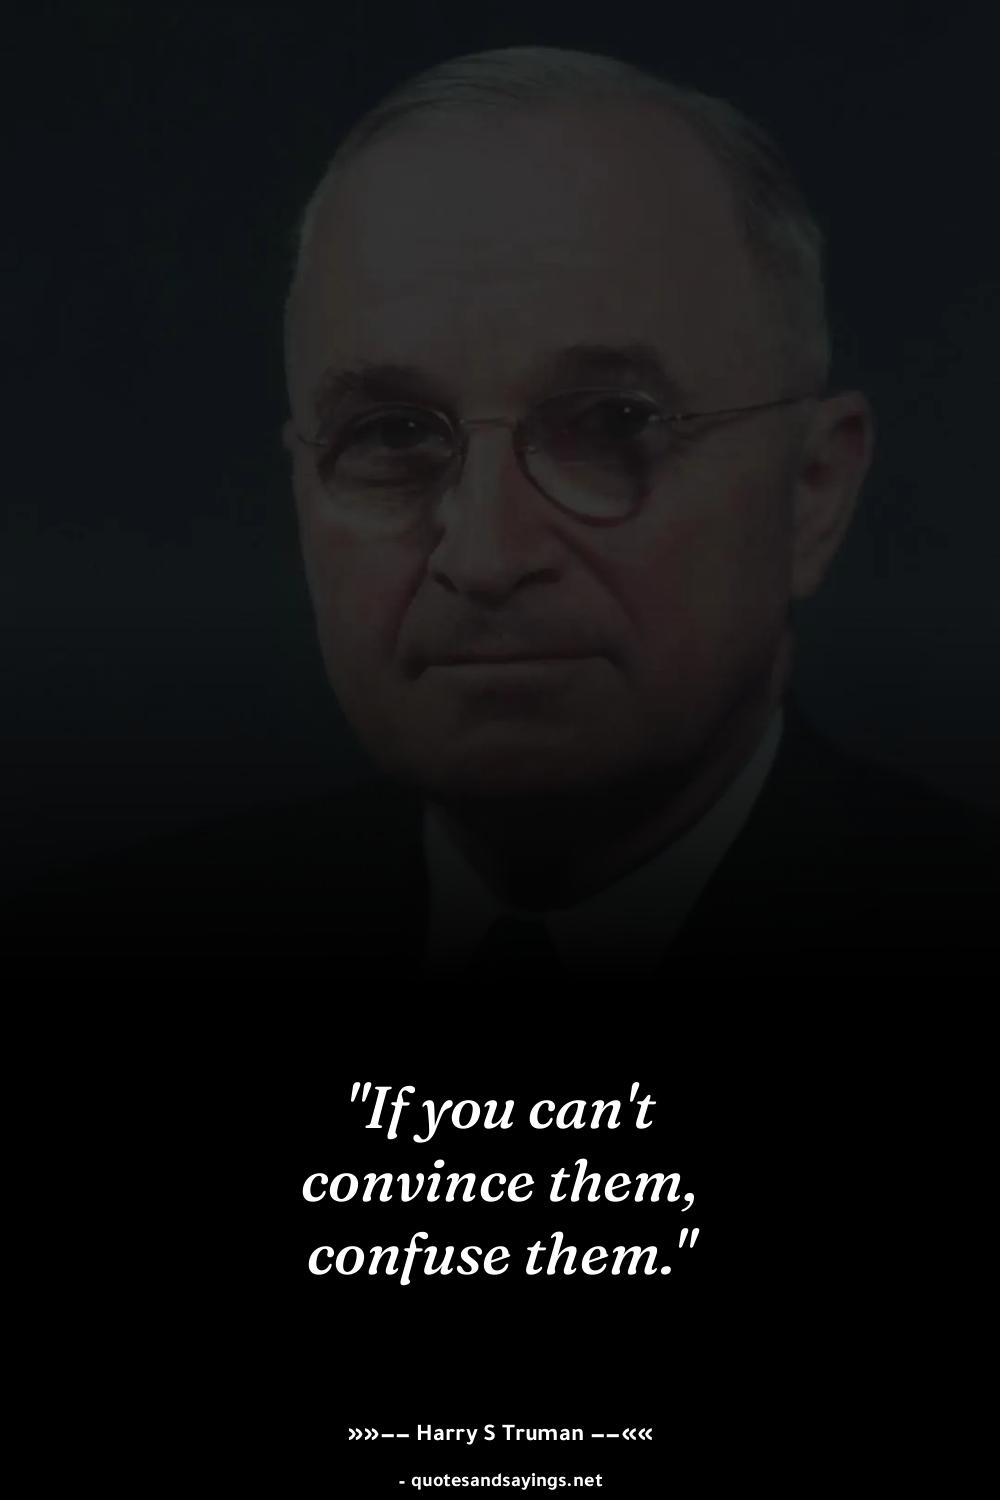 "If you can't
convince them,
confuse them."
»»–– Harry S Truman ––««
- quotesandsayings.net